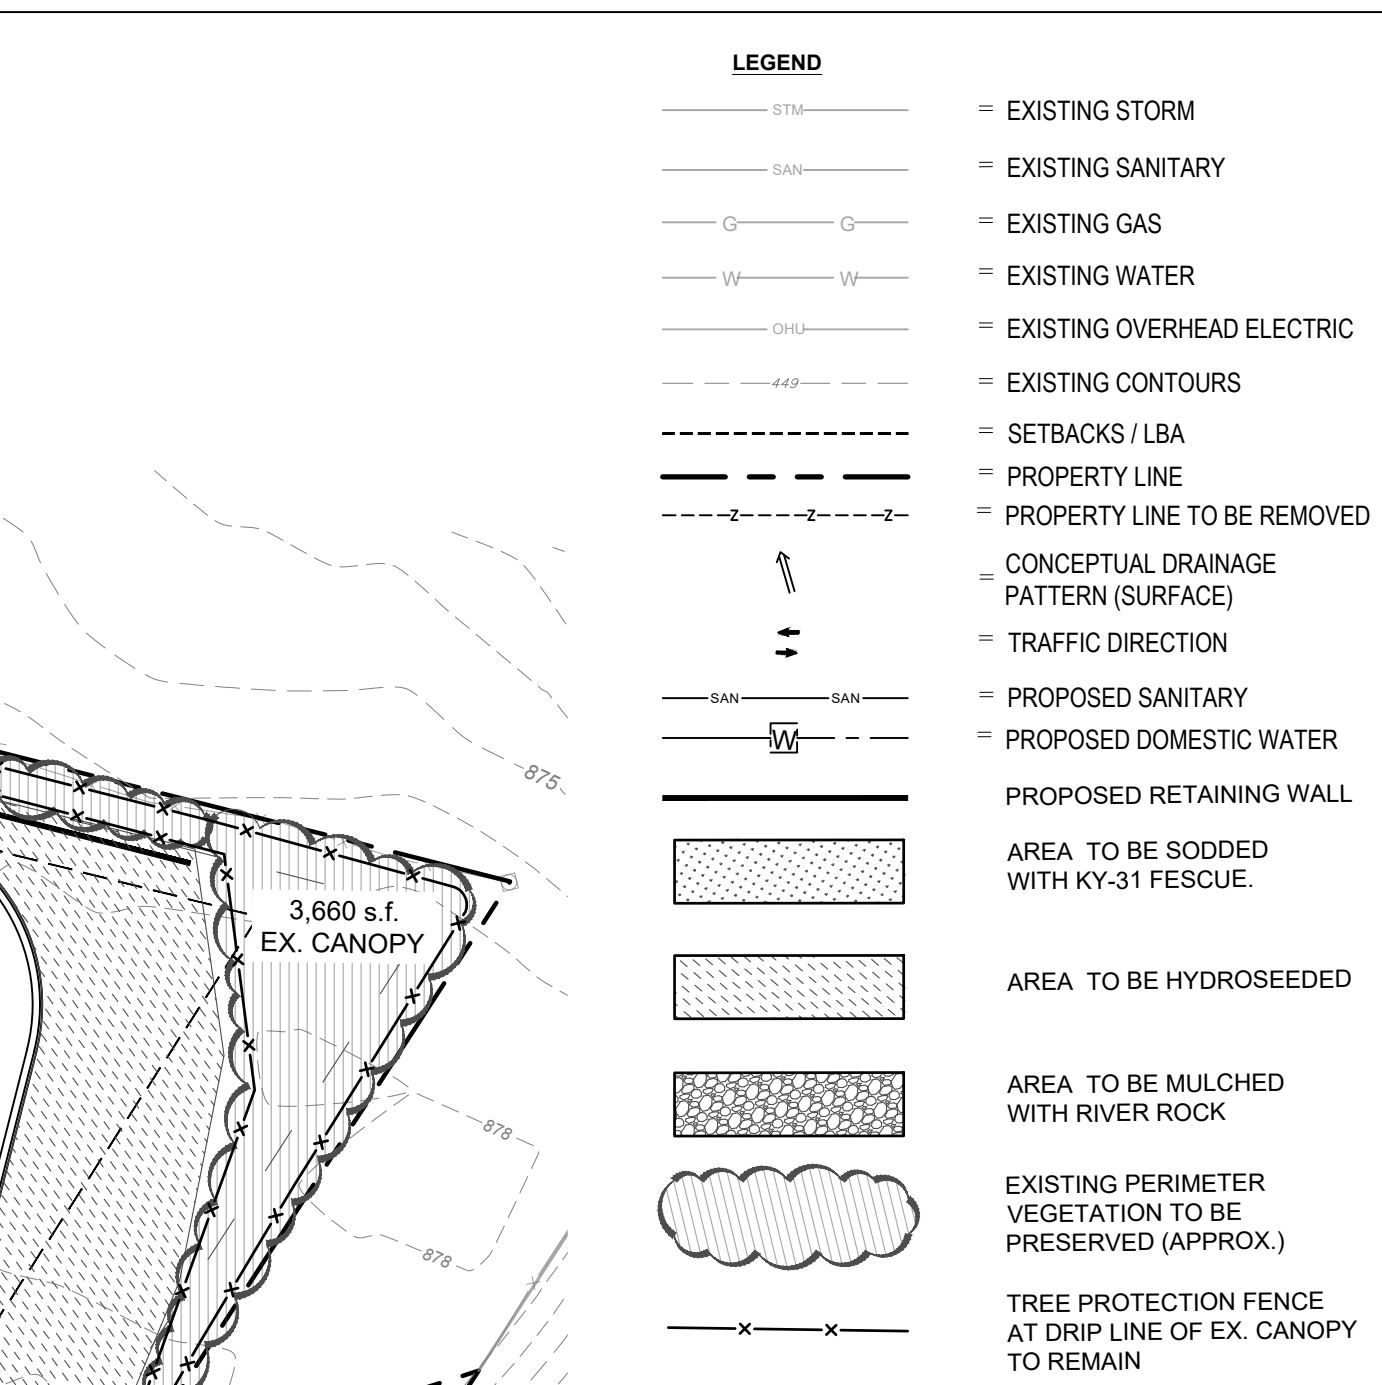 LEGEND
STM
= EXISTING STORM
SAN
= EXISTING SANITARY
G G
= EXISTING GAS
W W
= EXISTING WATER
OHU
= EXISTING OVERHEAD ELECTRIC
449
= EXISTING CONTOURS
= SETBACKS / LBA
= PROPERTY LINE
Z Z Z
= PROPERTY LINE TO BE REMOVED
= CONCEPTUAL DRAINAGE
PATTERN (SURFACE)
= TRAFFIC DIRECTION
SAN SAN
= PROPOSED SANITARY
W
= PROPOSED DOMESTIC WATER
PROPOSED RETAINING WALL
AREA TO BE SODDED
WITH KY-31 FESCUE.
AREA TO BE HYDROSEEDED
AREA TO BE MULCHED
WITH RIVER ROCK
EXISTING PERIMETER
VEGETATION TO BE
PRESERVED (APPROX.)
TREE PROTECTION FENCE
AT DRIP LINE OF EX. CANOPY
TO REMAIN
875
3,660 s.f.
EX. CANOPY
878
878